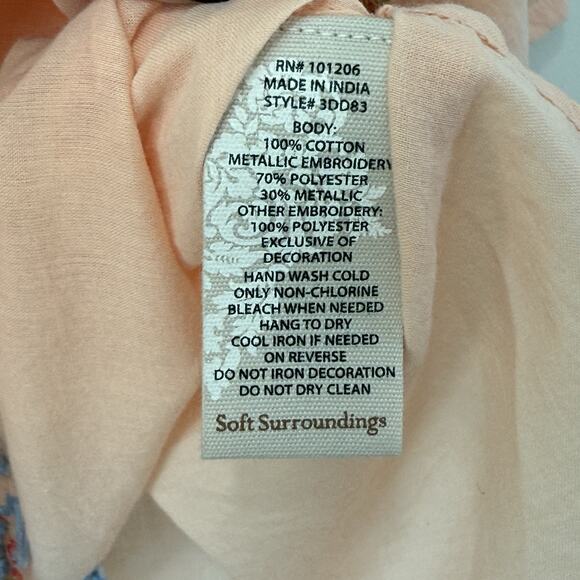 RN# 101206
MADE IN INDIA
STYLE# 3DD83
BODY:
100% COTTON
METALLIC EMBROIDERY
70% POLYESTER
30% METALLIC
OTHER EMBROIDERY:
100% POLYESTER
EXCLUSIVE OF
DECORATION
HAND WASH COLD
ONLY NON-CHLORINE
BLEACH WHEN NEEDED
HANG TO DRY
COOL IRON IF NEEDED
ON REVERSE
DO NOT IRON DECORATION
DO NOT DRY CLEAN
Soft Surroundings